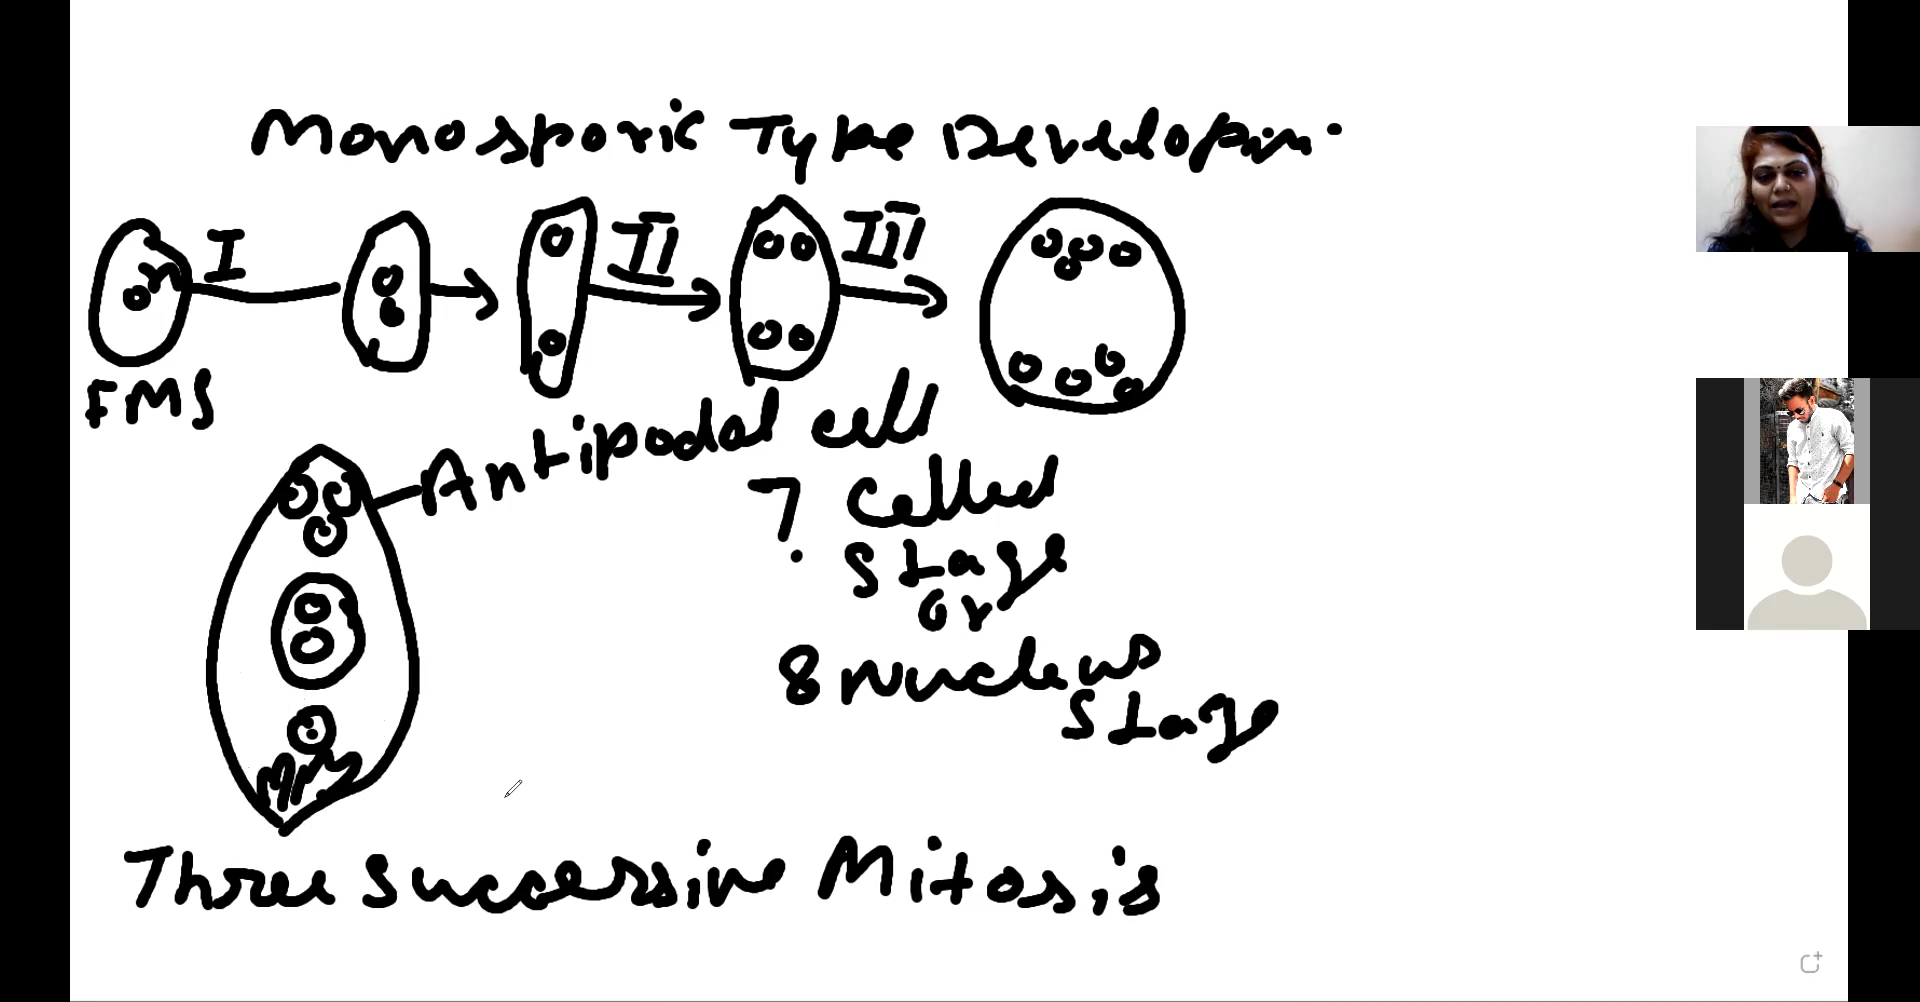 Monosporic Type Developm.
I
II
III
n
FMS
Antipodal cell
7 celled
stage
or
8 Nucleus
stage
Three Successive Mitosis